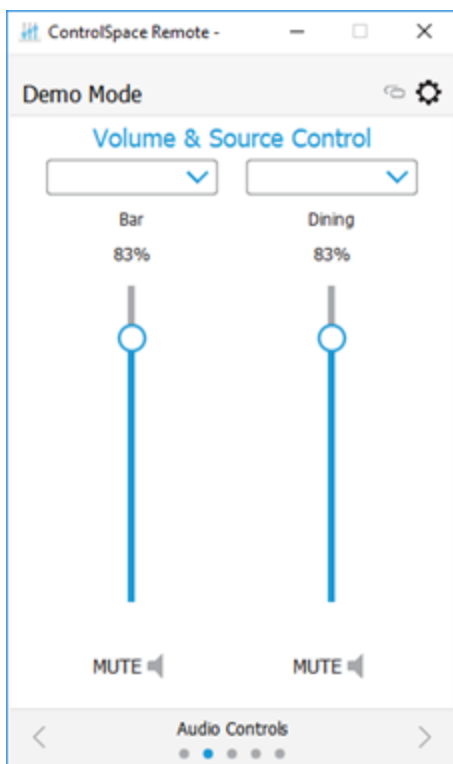 ControlSpace Remote -
Demo Mode
Volume & Source Control
Bar
Dining
83%
83%
MUTE
MUTE
Audio Controls